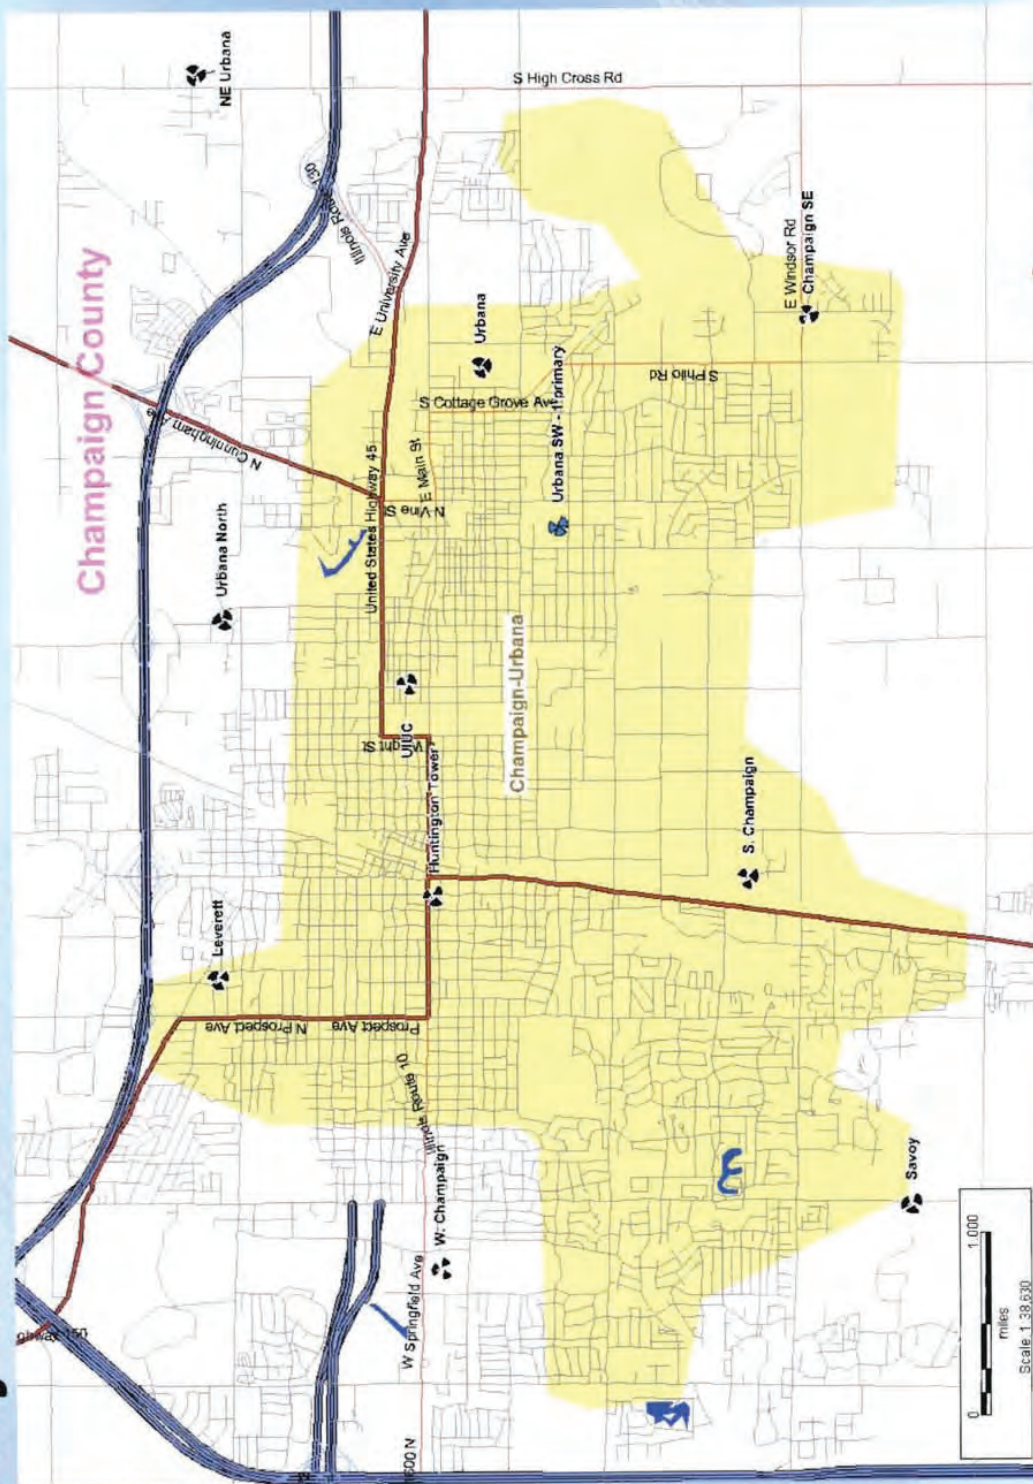 Champaign County
NE Urbana
S High Cross Rd
Illinois Route 130
E University Ave
N Cunningham Ave
Urbana North
United States Highway 45
N Vine St
E Main St
S Cottage Grove Ave
Urbana
Urbana SW - 1 primary
S Philo Rd
E Windsor Rd
Champaign SE
UIUC
Wright St
Champaign-Urbana
Huntington Tower
S. Champaign
Leverett
N Prospect Ave
Prospect Ave
Illinois Route 10
W. Champaign
W Springfield Ave
Savoy
ghway 150
600 N
0
1.000
miles
Scale 1:38,630